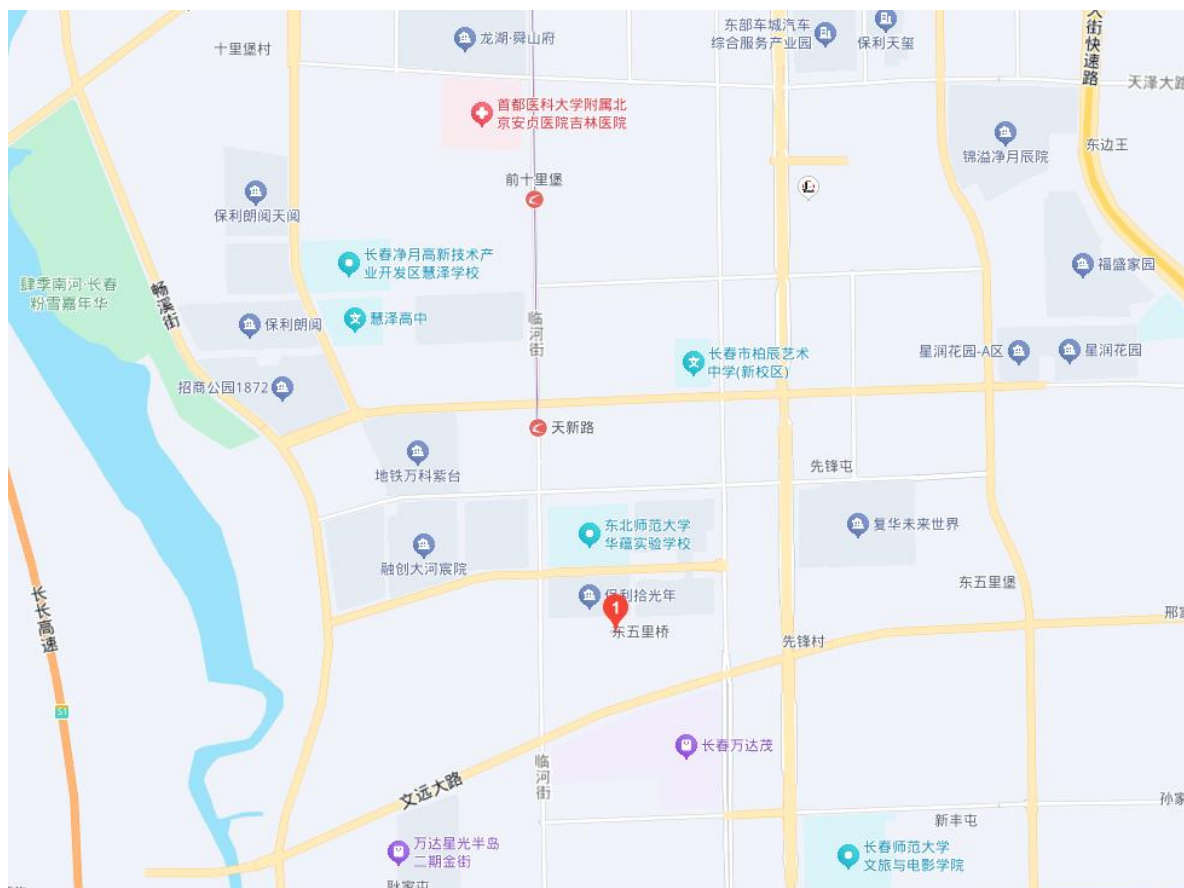 东部车城汽车
综合服务产业园
保利天玺
龙湖·舜山府
十里堡村
大街快速路
天泽大路
首都医科大学附属北
京安贞医院吉林医院
东边王
锦溢净月宸院
前十里堡
保利朗阅天阅
长春净月高新技术产
业开发区慧泽学校
福盛家园
肆季南河·长春
粉雪嘉年华
畅溪街
慧泽高中
保利朗阅
临河街
长春市柏辰艺术
中学(新校区)
星润花园-A区
星润花园
招商公园1872
天新路
地铁万科紫台
先锋屯
东北师范大学
华蕴实验学校
复华未来世界
融创大河宸院
长长高速
东五里堡
保利拾光年
1
东五里桥
先锋村
S1
长春万达茂
临河街
文远大路
新丰屯
万达星光半岛
二期金街
长春师范大学
文旅与电影学院